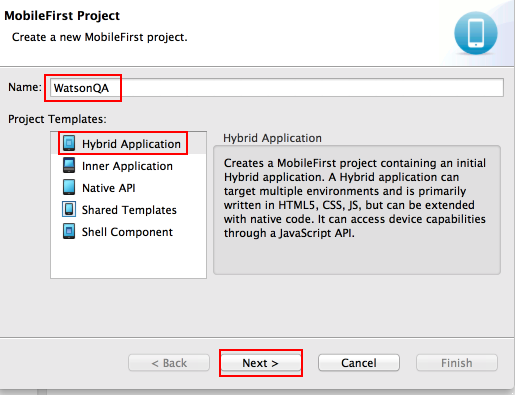 MobileFirst Project
Create a new MobileFirst project.
Name: WatsonQA
Project Templates:
Hybrid Application
Inner Application
Native API
Shared Templates
Shell Component
Hybrid Application
Creates a MobileFirst project containing an initial
Hybrid application. A Hybrid application can
target multiple environments and is primarily
written in HTML5, CSS, JS, but can be extended
with native code. It can access device capabilities
through a JavaScript API.
< Back
Next >
Cancel
Finish